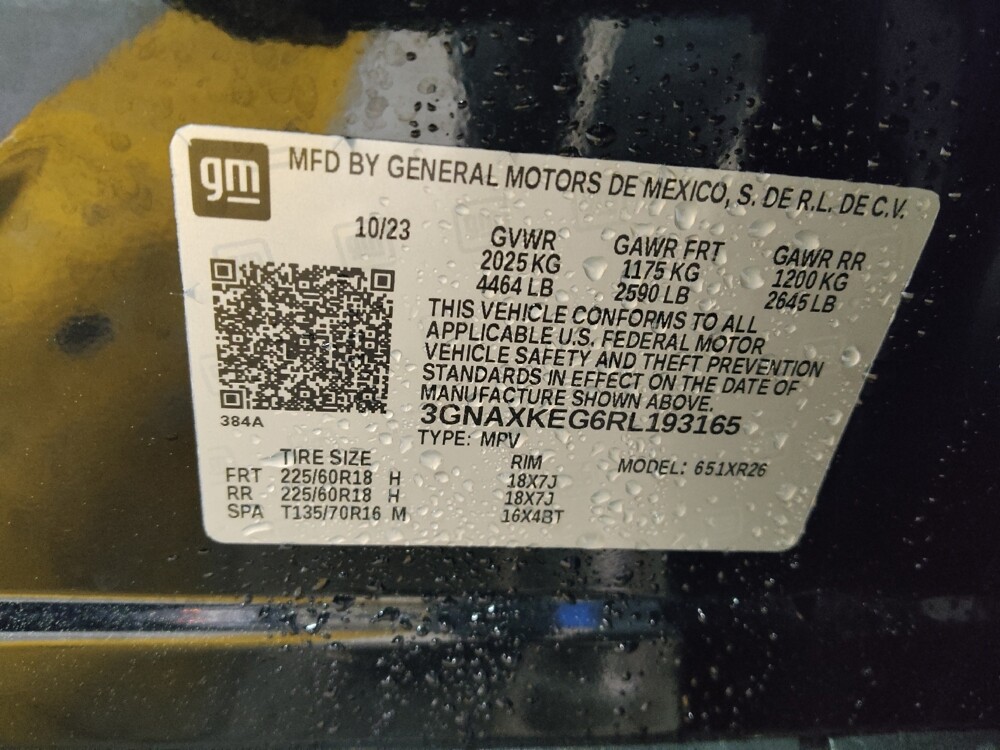 gm
MFD BY GENERAL MOTORS DE MEXICO, S. DE R.L. DE C.V.
10/23
GVWR GAWR FRT GAWR RR
2025 KG 1175 KG 1200 KG
4464 LB 2590 LB 2645 LB
THIS VEHICLE CONFORMS TO ALL
APPLICABLE U.S. FEDERAL MOTOR
VEHICLE SAFETY AND THEFT PREVENTION
STANDARDS IN EFFECT ON THE DATE OF
MANUFACTURE SHOWN ABOVE.
3GNAXKEG6RL193165
384A
TYPE: MPV
TIRE SIZE RIM MODEL: 651XR26
FRT 225/60R18 H 18X7J
RR 225/60R18 H 18X7J
SPA T135/70R16 M 16X4BT